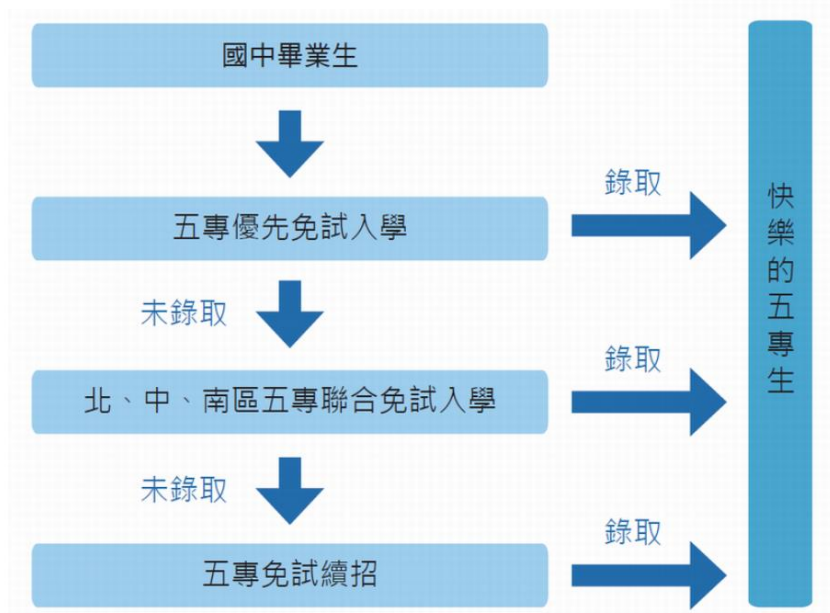 國中畢業生
五專優先免試入學
錄取
未錄取
北、中、南區五專聯合免試入學
錄取
未錄取
五專免試續招
錄取
快樂的五專生